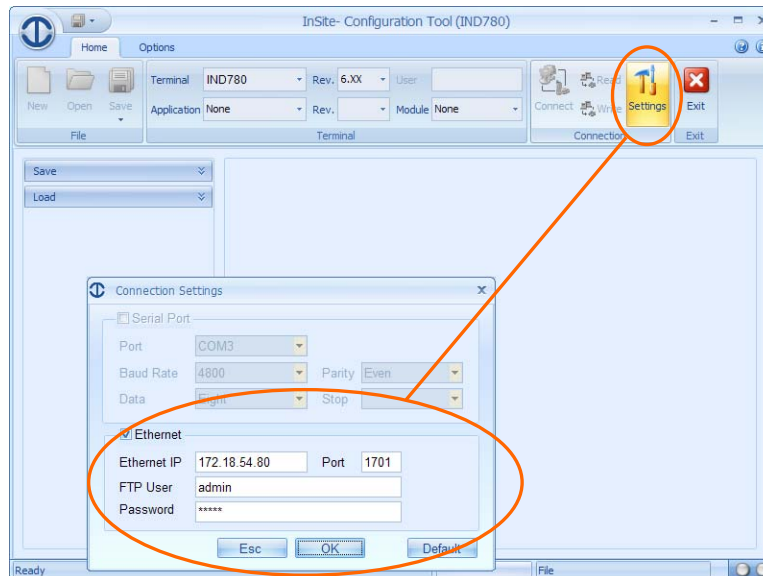 InSite- Configuration Tool (IND780)
Home Options
New Open Save
Terminal IND780 Rev. 6.XX User
Application None Rev. Module None
Connect Read Write Settings Exit
File Terminal Connection Exit
Save
Load
Connection Settings
Serial Port
Port COM3
Baud Rate 4800 Parity Even
Data Eight Stop
Ethernet
Ethernet IP 172.18.54.80 Port 1701
FTP User admin
Password *****
Esc OK Default
Ready File